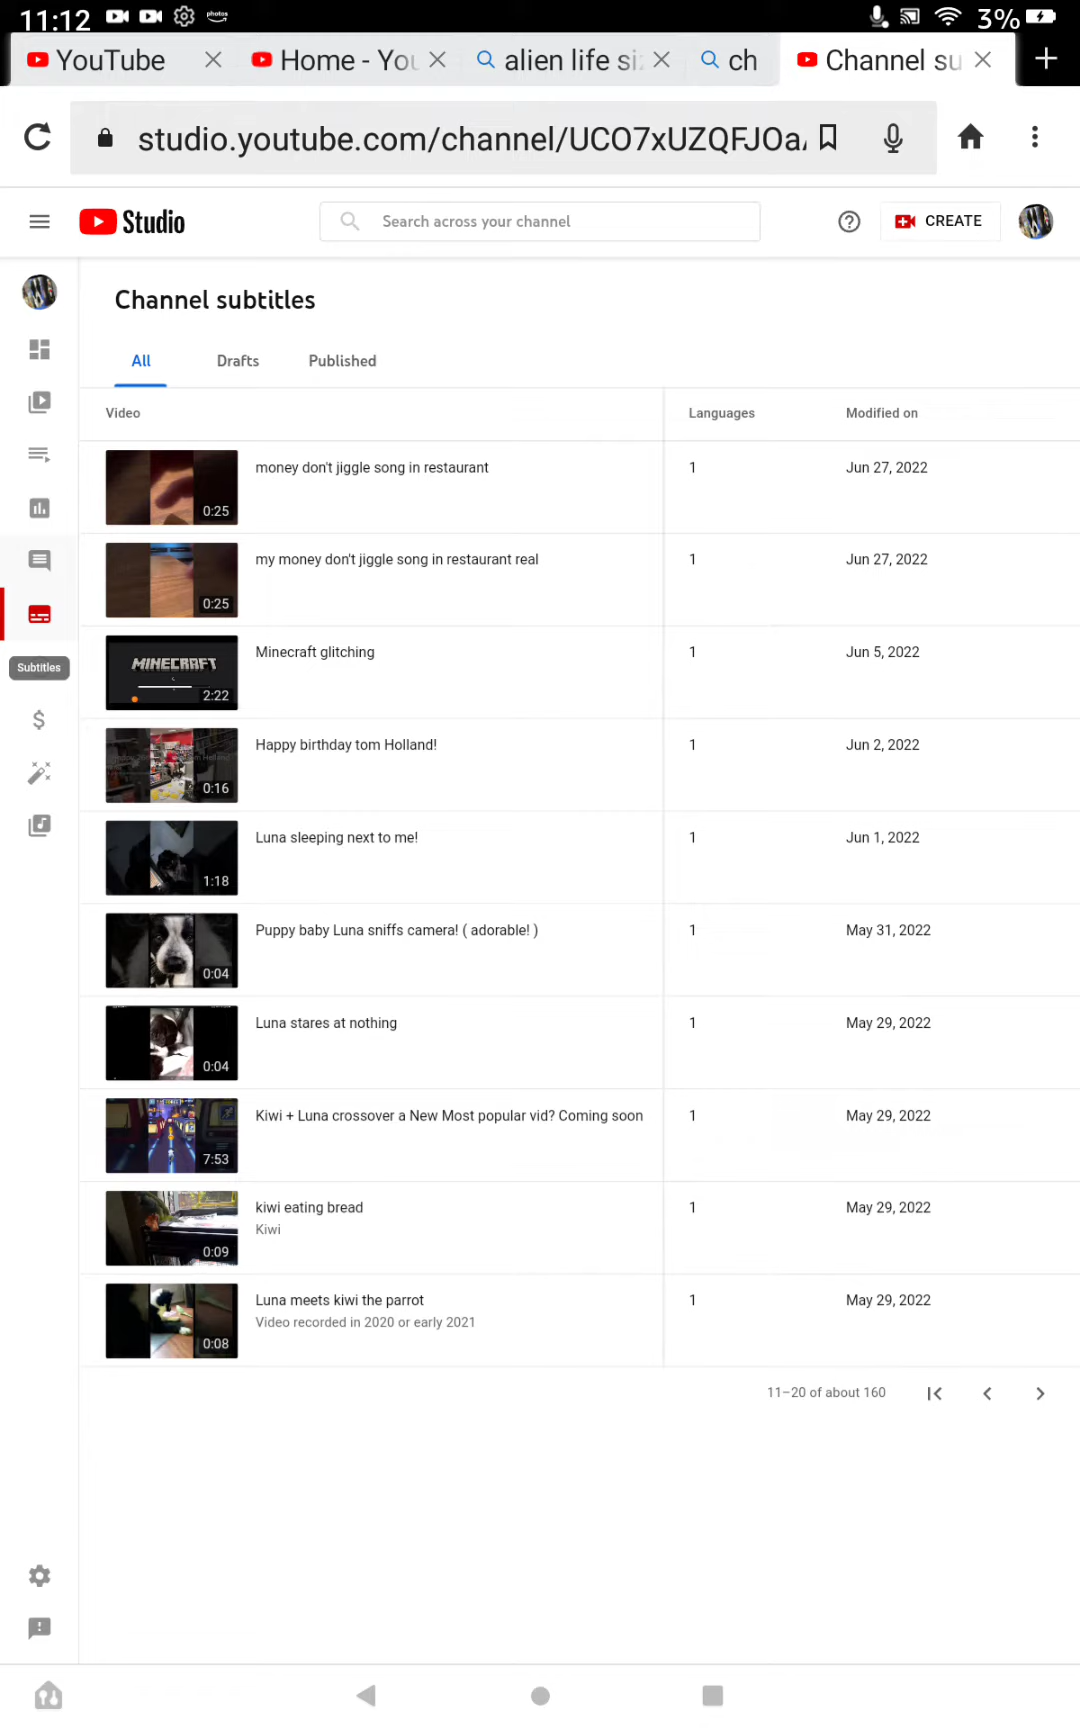 11:12
photos
3%
YouTube
Home - You
alien life si
ch
Channel su
studio.youtube.com/channel/UCO7xUZQFJOa
Studio
Search across your channel
CREATE
Channel subtitles
All
Drafts
Published
Video
Languages
Modified on
money don't jiggle song in restaurant
1
Jun 27, 2022
0:25
my money don't jiggle song in restaurant real
1
Jun 27, 2022
0:25
Minecraft glitching
1
Jun 5, 2022
MINECRAFT
Subtitles
2:22
Happy birthday tom Holland!
1
Jun 2, 2022
0:16
Luna sleeping next to me!
1
Jun 1, 2022
1:18
Puppy baby Luna sniffs camera! ( adorable! )
1
May 31, 2022
0:04
Luna stares at nothing
1
May 29, 2022
0:04
Kiwi + Luna crossover a New Most popular vid? Coming soon
1
May 29, 2022
7:53
kiwi eating bread
1
May 29, 2022
Kiwi
0:09
Luna meets kiwi the parrot
1
May 29, 2022
Video recorded in 2020 or early 2021
0:08
11–20 of about 160